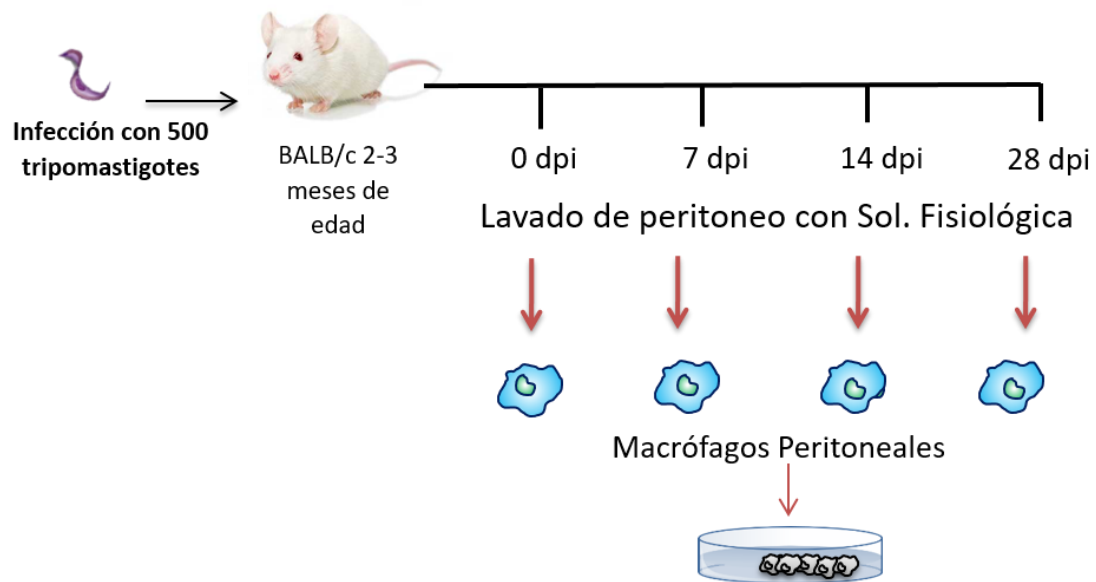 Infección con 500
tripomastigotes
BALB/c 2-3
meses de
edad
0 dpi
7 dpi
14 dpi
28 dpi
Lavado de peritoneo con Sol. Fisiológica
Macrófagos Peritoneales